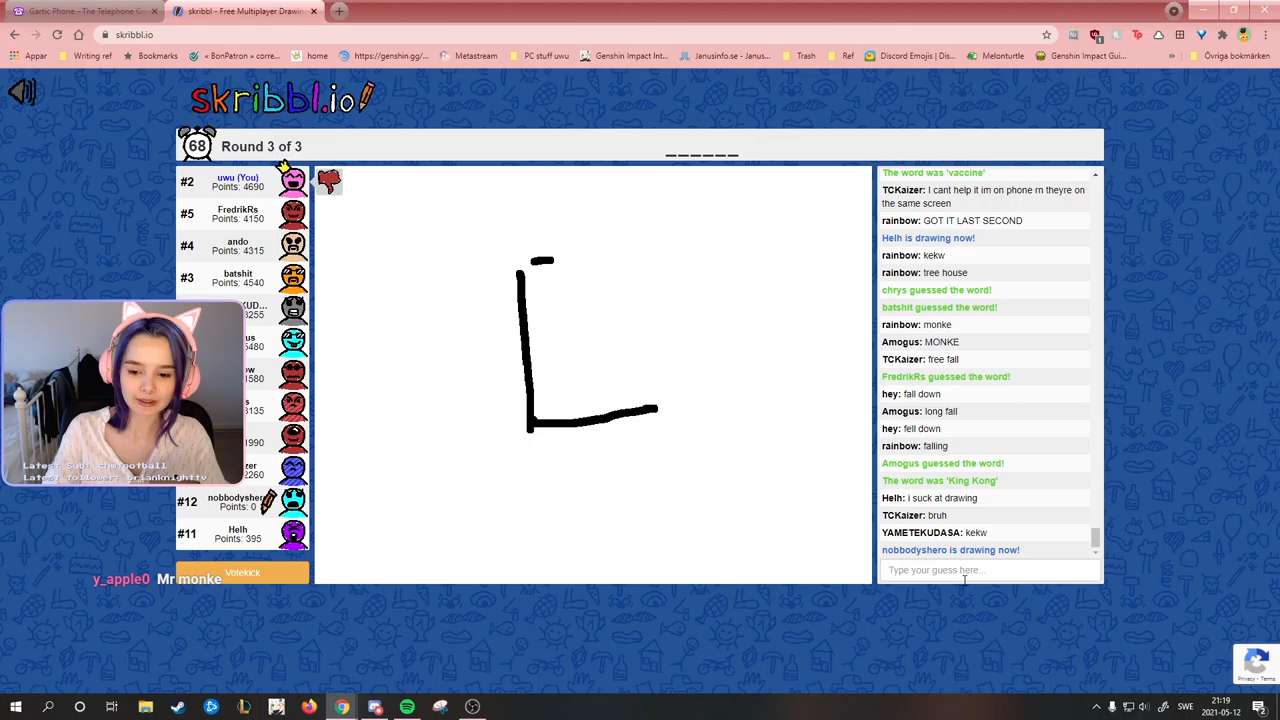 Gartic Phone - The Telephone G
skribbl - Free Multiplayer Drawin
skribbl.io
Appar
Writing ref
Bookmarks
« BonPatron » corre...
home
https://genshin.gg/...
Metastream
PC stuff uwu
Genshin Impact Int...
Janusinfo.se - Janus...
Trash
Ref
Discord Emojis | Dis...
Melonturtle
Genshin Impact Gui...
»
Övriga bokmärken
skribbl.io
68
Round 3 of 3
______
#2 uwu (You)
Points: 4690
#5 FredrikRs
Points: 4150
#4 ando
Points: 4315
#3 batshit
Points: 4540
#12 nobbodysher
Points: 0
#11 Helh
Points: 395
Votekick
y_apple0 Mr monke
Latest follower: brianknighttv
The word was 'vaccine'
TCKaizer: I cant help it im on phone rn theyre on
the same screen
rainbow: GOT IT LAST SECOND
Helh is drawing now!
rainbow: kekw
rainbow: tree house
chrys guessed the word!
batshit guessed the word!
rainbow: monke
Amogus: MONKE
TCKaizer: free fall
FredrikRs guessed the word!
hey: fall down
Amogus: long fall
hey: fell down
rainbow: falling
Amogus guessed the word!
The word was 'King Kong'
Helh: i suck at drawing
TCKaizer: bruh
YAMETEKUDASA: kekw
nobbodyshero is drawing now!
Type your guess here...
Privacy - Terms
SWE
21:19
2021-05-12